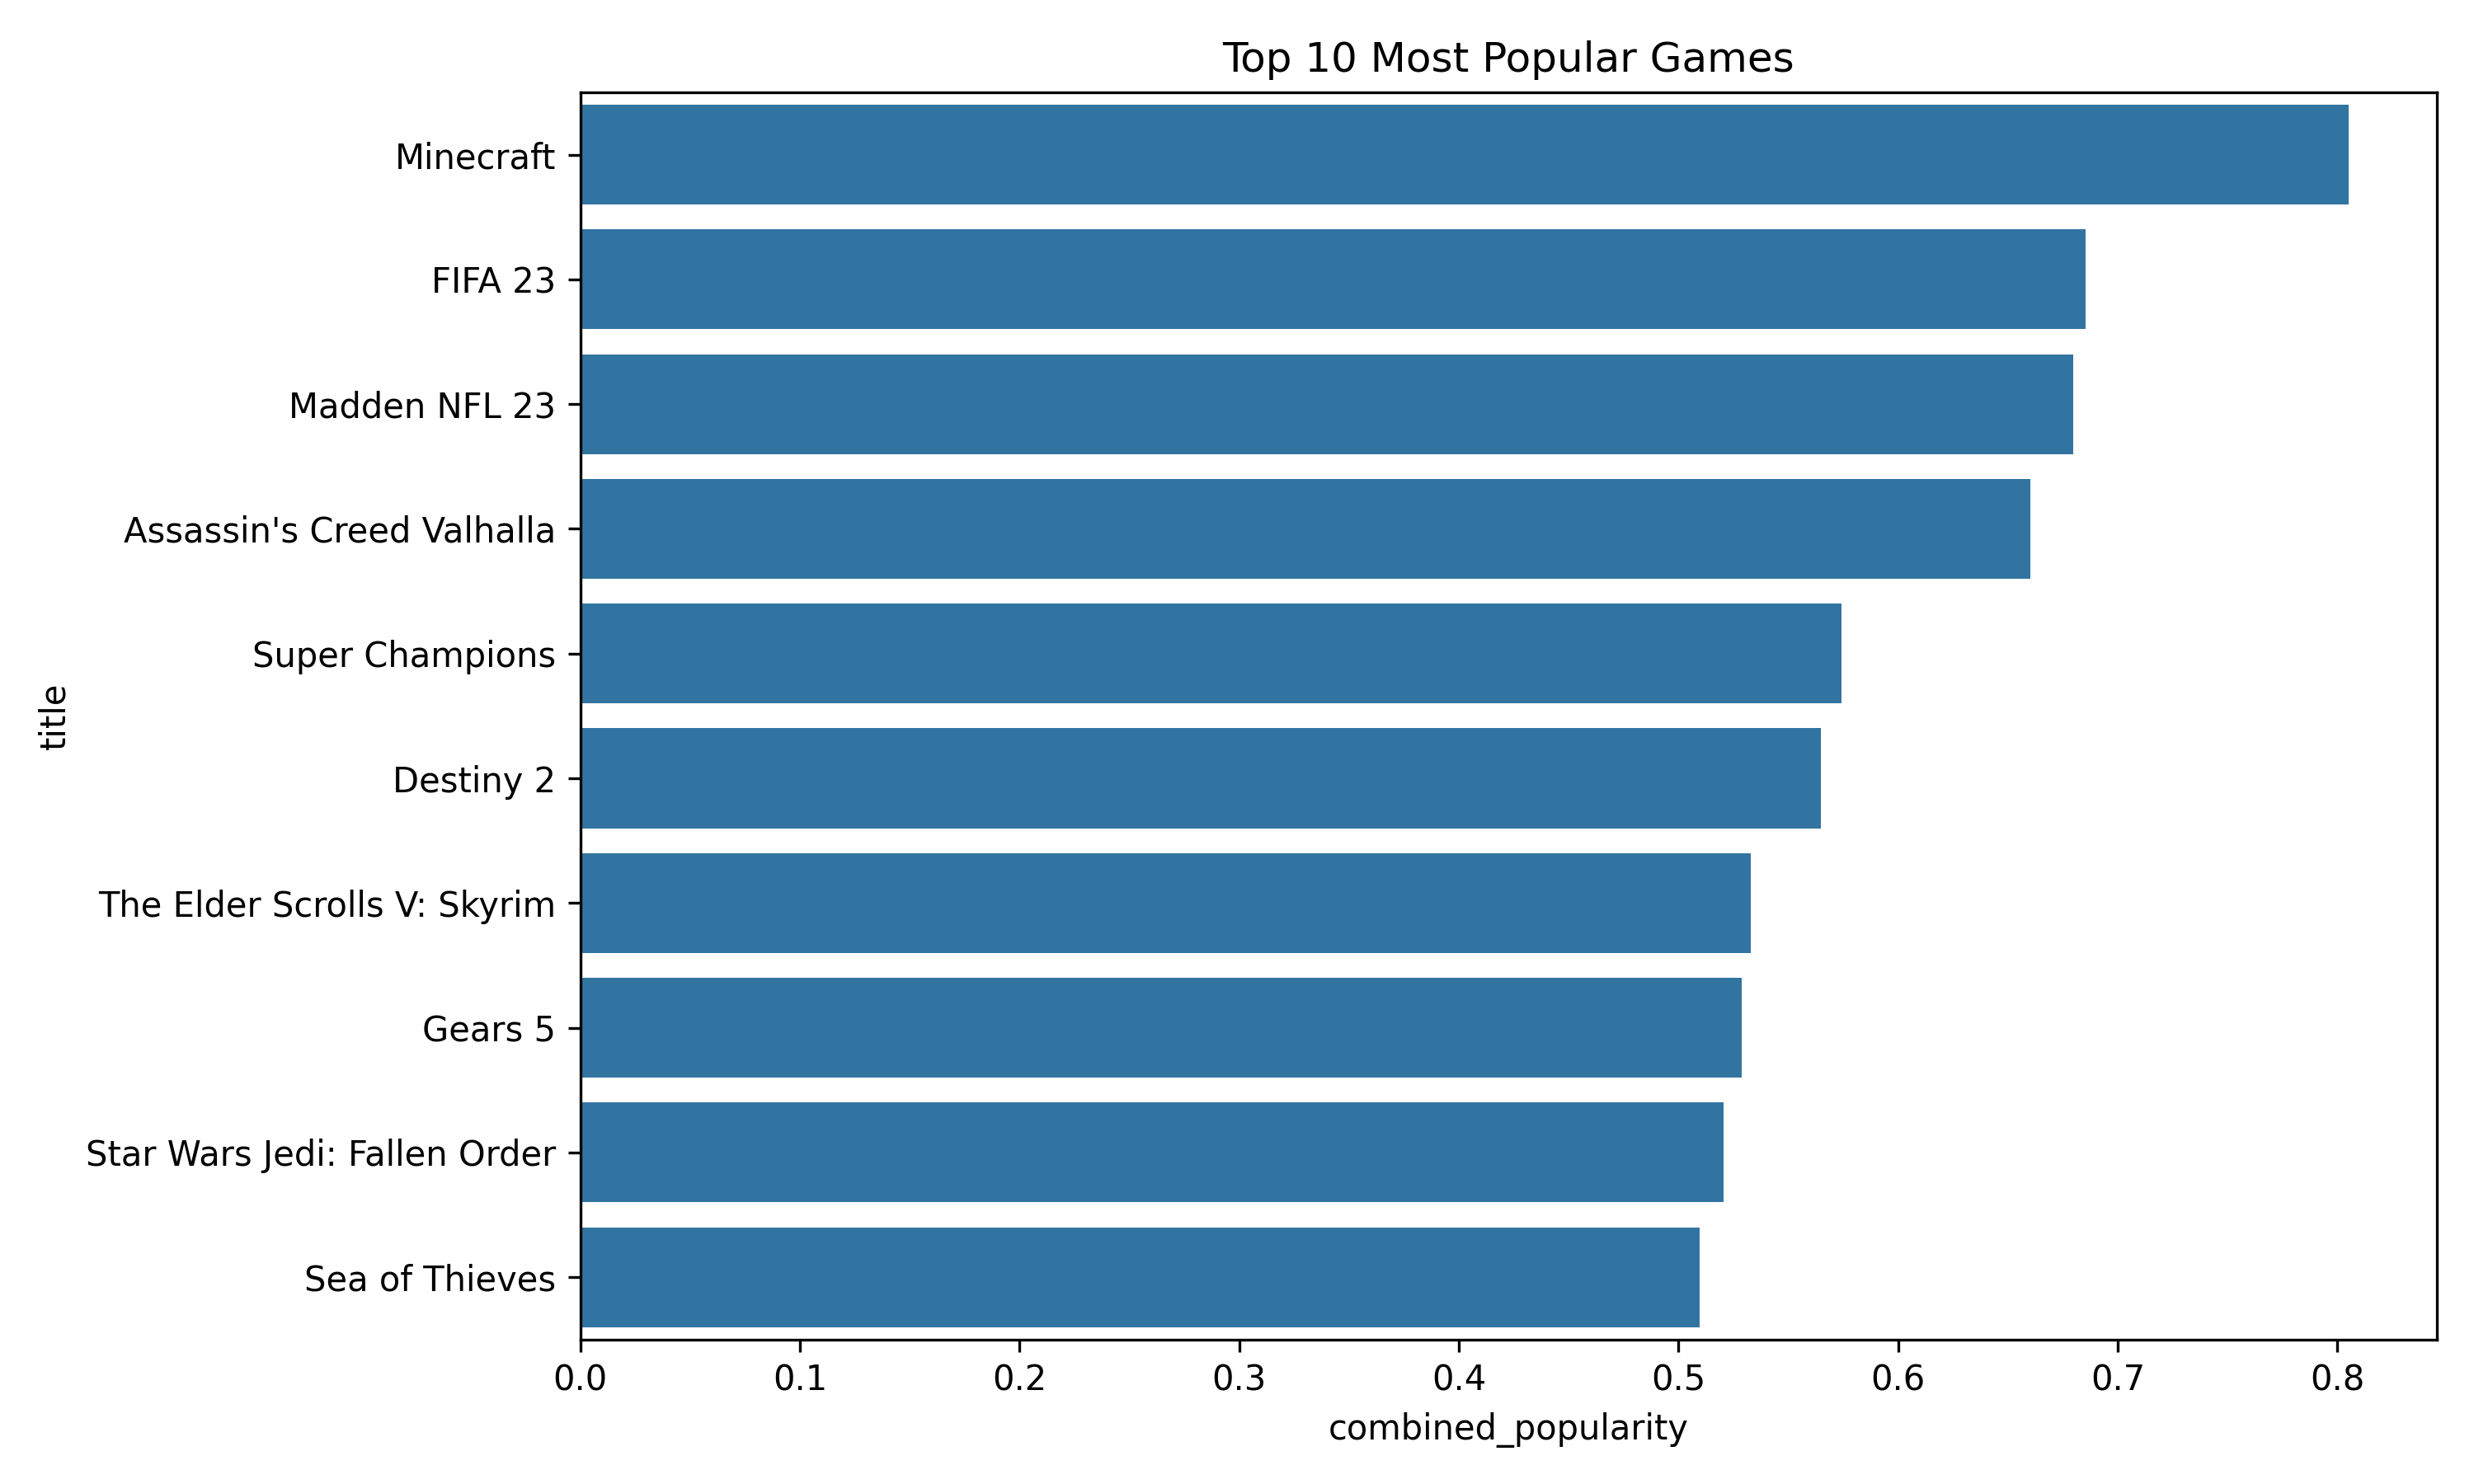 Top 10 Most Popular Games
Minecraft
FIFA 23
Madden NFL 23
Assassin's Creed Valhalla
Super Champions
Destiny 2
The Elder Scrolls V: Skyrim
Gears 5
Star Wars Jedi: Fallen Order
Sea of Thieves
title
0.0 0.1 0.2 0.3 0.4 0.5 0.6 0.7 0.8
combined_popularity